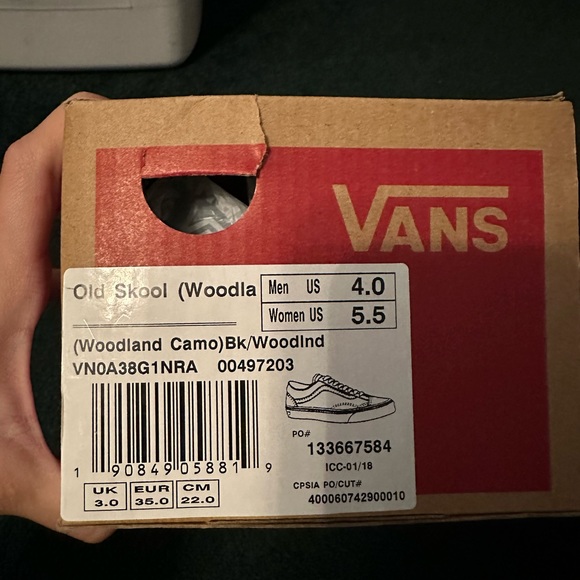 VANS
Old Skool (Woodla
Men US 4.0
Women US 5.5
(Woodland Camo)Bk/Woodlnd
VN0A38G1NRA 00497203
PO#
133667584
ICC-01/18
CPSIA PO/CUT#
400060742900010
1 90849 05881 9
UK EUR CM
3.0 35.0 22.0